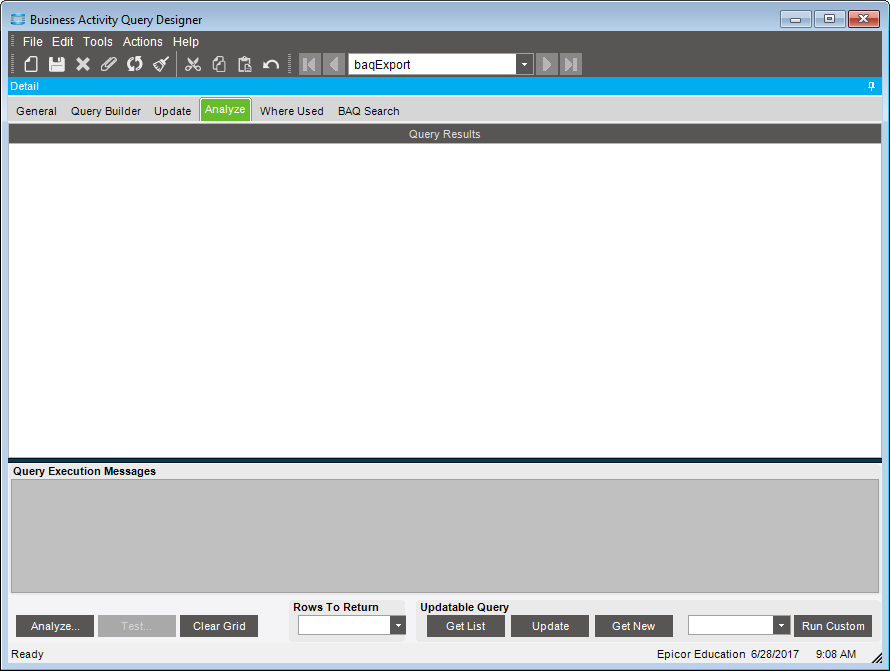 Business Activity Query Designer
File Edit Tools Actions Help
baqExport
Detail
General Query Builder Update Analyze Where Used BAQ Search
Query Results
Query Execution Messages
Rows To Return Updatable Query
Analyze... Test... Clear Grid Get List Update Get New Run Custom
Ready Epicor Education 6/28/2017 9:08 AM